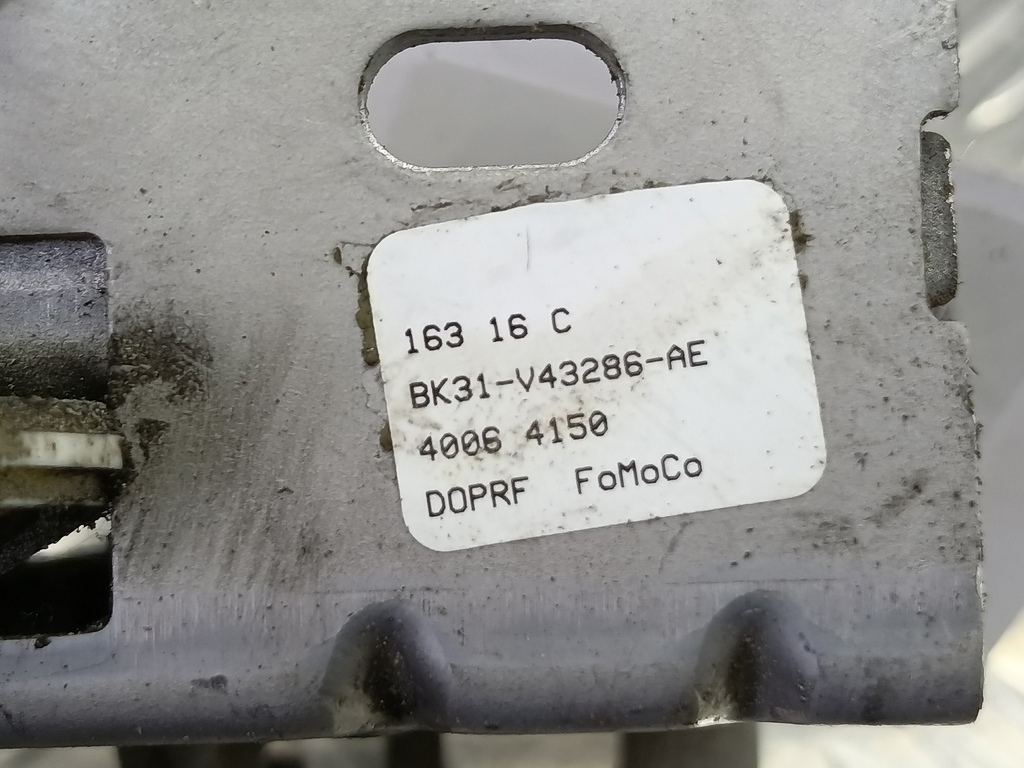 163 16 C
BK31-V43286-AE
4006 4150
DOPRF FoMoCo